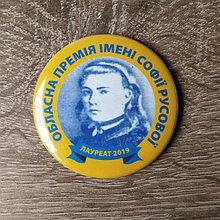 ОБЛАСНА ПРЕМІЯ ІМЕНІ СОФІЇ РУСОВОЇ
ЛАУРЕАТ 2019